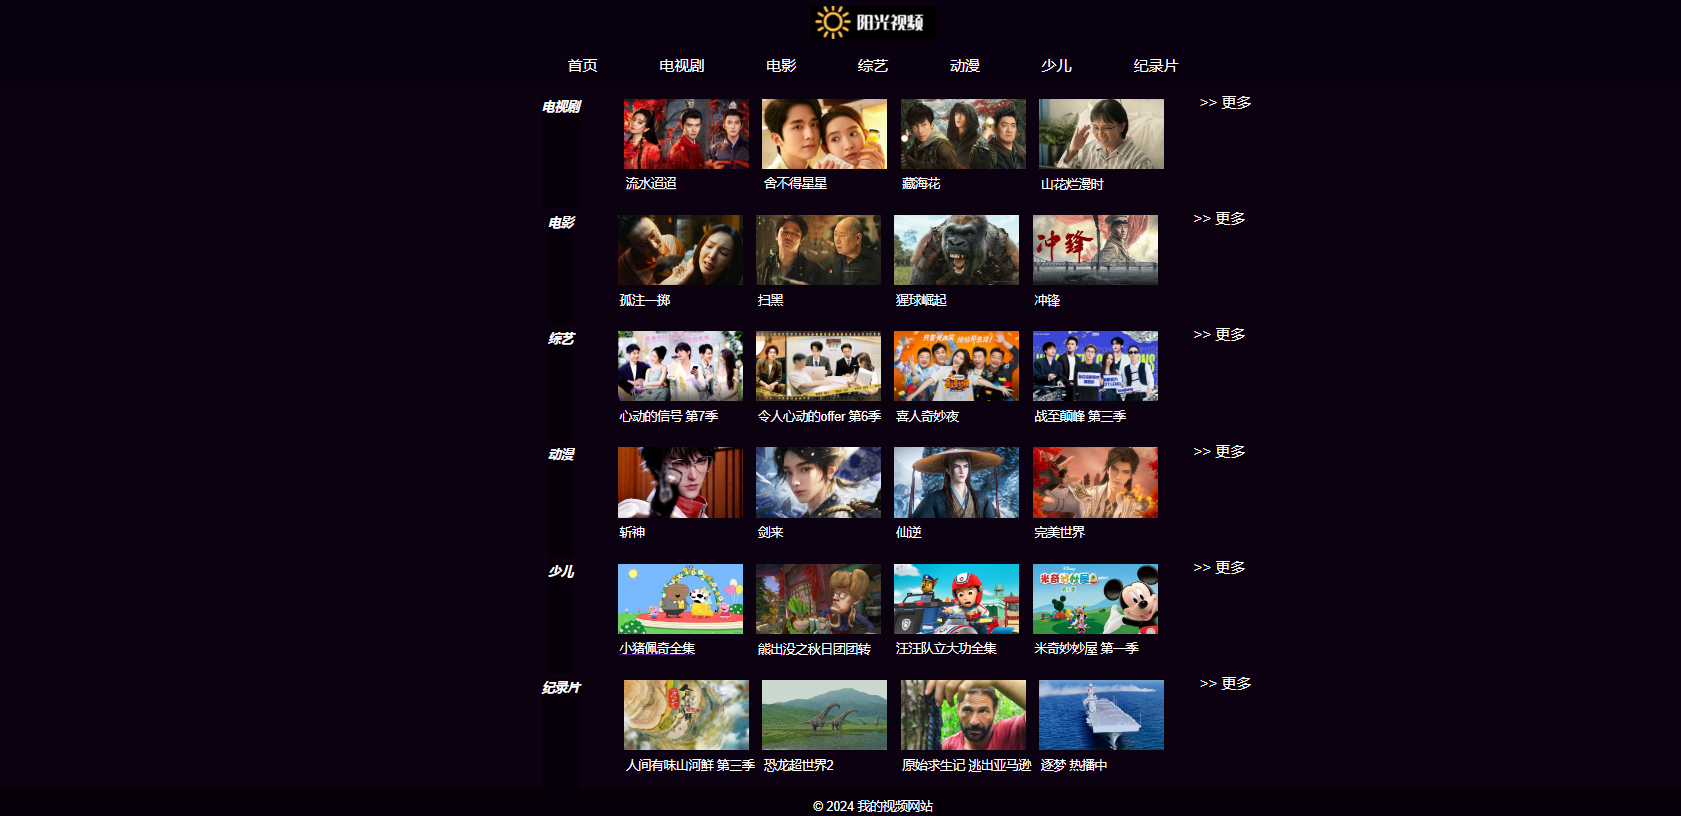 阳光视频
首页 电视剧 电影 综艺 动漫 少儿 纪录片
电视剧 >> 更多
流水迢迢 舍不得星星 藏海花 山花烂漫时
电影 >> 更多
冲锋
孤注一掷 扫黑 猩球崛起 冲锋
综艺 >> 更多
心动的信号 第7季 令人心动的offer 第6季 喜人奇妙夜 战至巅峰 第三季
动漫 >> 更多
斩神 剑来 仙逆 完美世界
少儿 >> 更多
Disney
米奇妙妙屋
小猪佩奇全集 熊出没之秋日团团转 汪汪队立大功全集 米奇妙妙屋 第一季
纪录片 >> 更多
人间有味山河鲜 第三季 恐龙超世界2 原始求生记 逃出亚马逊 逐梦 热播中
© 2024 我的视频网站